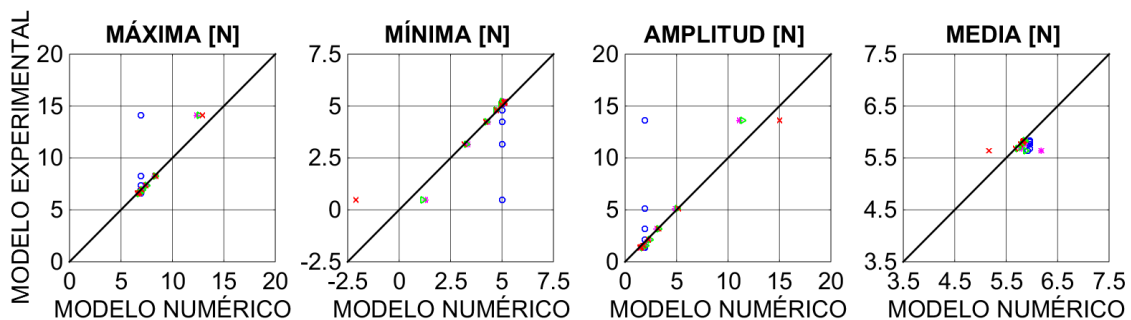 MÁXIMA [N]
MÍNIMA [N]
AMPLITUD [N]
MEDIA [N]
MODELO EXPERIMENTAL
20
15
10
5
0
0 5 10 15 20
MODELO NUMÉRICO
7.5
5
2.5
0
-2.5
-2.5 0 2.5 5 7.5
MODELO NUMÉRICO
20
15
10
5
0
0 5 10 15 20
MODELO NUMÉRICO
7.5
6.5
5.5
4.5
3.5
3.5 4.5 5.5 6.5 7.5
MODELO NUMÉRICO